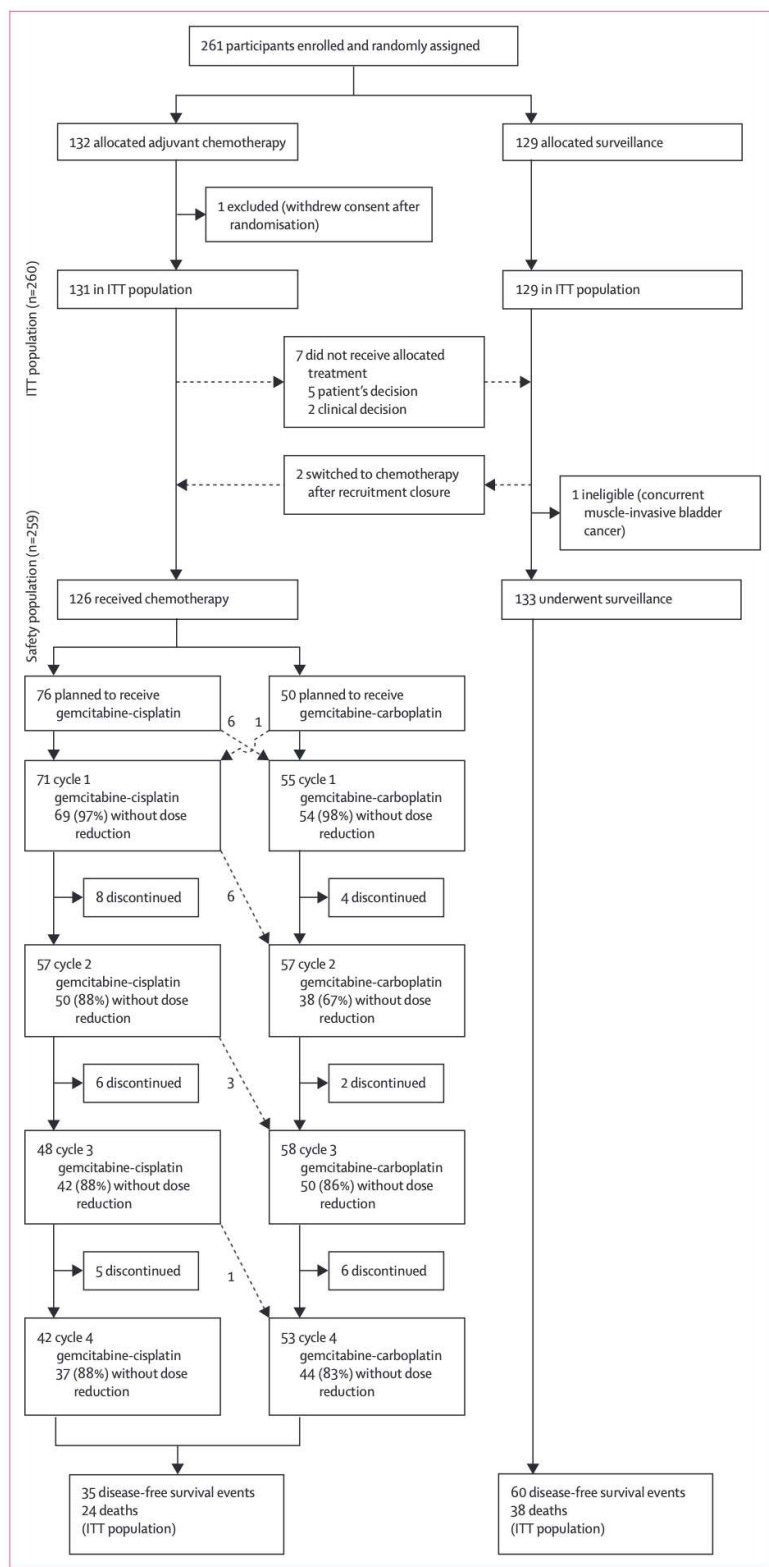 261 participants enrolled and randomly assigned
132 allocated adjuvant chemotherapy
129 allocated surveillance
1 excluded (withdrew consent after
randomisation)
ITT population (n=260)
131 in ITT population
129 in ITT population
7 did not receive allocated
treatment
5 patient's decision
2 clinical decision
2 switched to chemotherapy
after recruitment closure
1 ineligible (concurrent
muscle-invasive bladder
cancer)
Safety population (n=259)
126 received chemotherapy
133 underwent surveillance
76 planned to receive
gemcitabine-cisplatin
6
1
50 planned to receive
gemcitabine-carboplatin
71 cycle 1
gemcitabine-cisplatin
69 (97%) without dose
reduction
55 cycle 1
gemcitabine-carboplatin
54 (98%) without dose
reduction
8 discontinued
6
4 discontinued
57 cycle 2
gemcitabine-cisplatin
50 (88%) without dose
reduction
57 cycle 2
gemcitabine-carboplatin
38 (67%) without dose
reduction
6 discontinued
3
2 discontinued
48 cycle 3
gemcitabine-cisplatin
42 (88%) without dose
reduction
58 cycle 3
gemcitabine-carboplatin
50 (86%) without dose
reduction
5 discontinued
1
6 discontinued
42 cycle 4
gemcitabine-cisplatin
37 (88%) without dose
reduction
53 cycle 4
gemcitabine-carboplatin
44 (83%) without dose
reduction
35 disease-free survival events
24 deaths
(ITT population)
60 disease-free survival events
38 deaths
(ITT population)